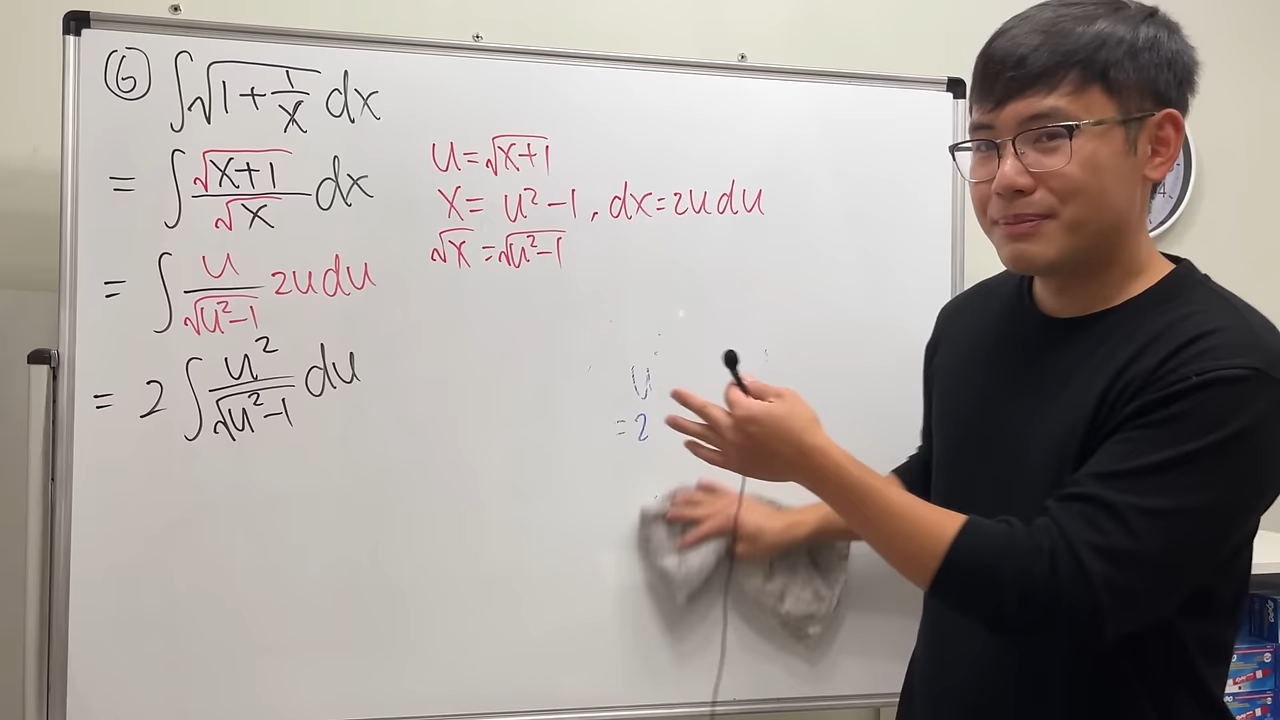 ⑥ ∫√(1+1/x) dx
= ∫ √(x+1)/√x dx
= ∫ u/√(u²-1) 2u du
= 2 ∫ u²/√(u²-1) du
u=√(x+1)
x= u²-1, dx=2u du
√x =√(u²-1)
u
=2